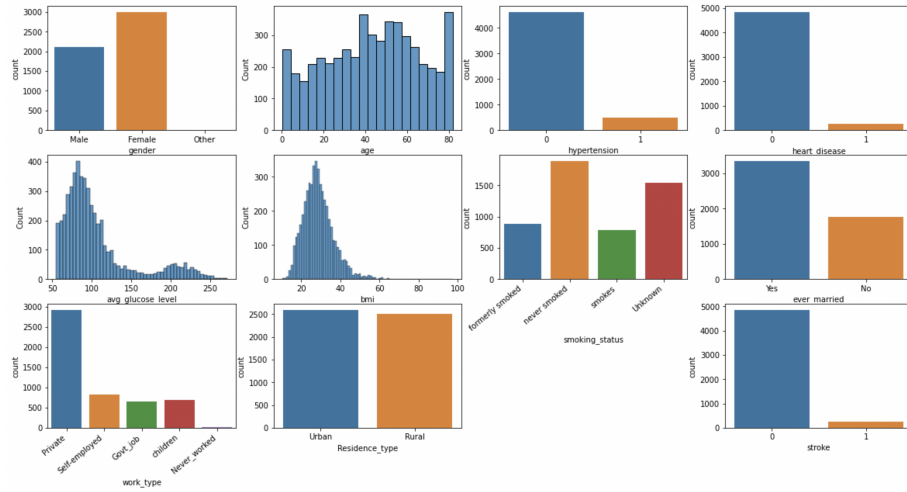 3000
2500
2000
1500
1000
500
0
count
Male
Female
Other
gender
300
200
100
0
Count
0
20
40
60
80
age
4000
3000
2000
1000
0
count
0
1
hypertension
5000
4000
3000
2000
1000
0
count
0
1
heart_disease
400
300
200
100
0
Count
50
100
150
200
250
avg_glucose_level
300
200
100
0
Count
20
40
60
80
100
bmi
1500
1000
500
0
count
formerly smoked
never smoked
smokes
Unknown
smoking_status
3000
2000
1000
0
count
Yes
No
ever_married
3000
2500
2000
1500
1000
500
0
count
Private
Self-employed
Govt_job
children
Never_worked
work_type
2500
2000
1500
1000
500
0
count
Urban
Rural
Residence_type
5000
4000
3000
2000
1000
0
count
0
1
stroke